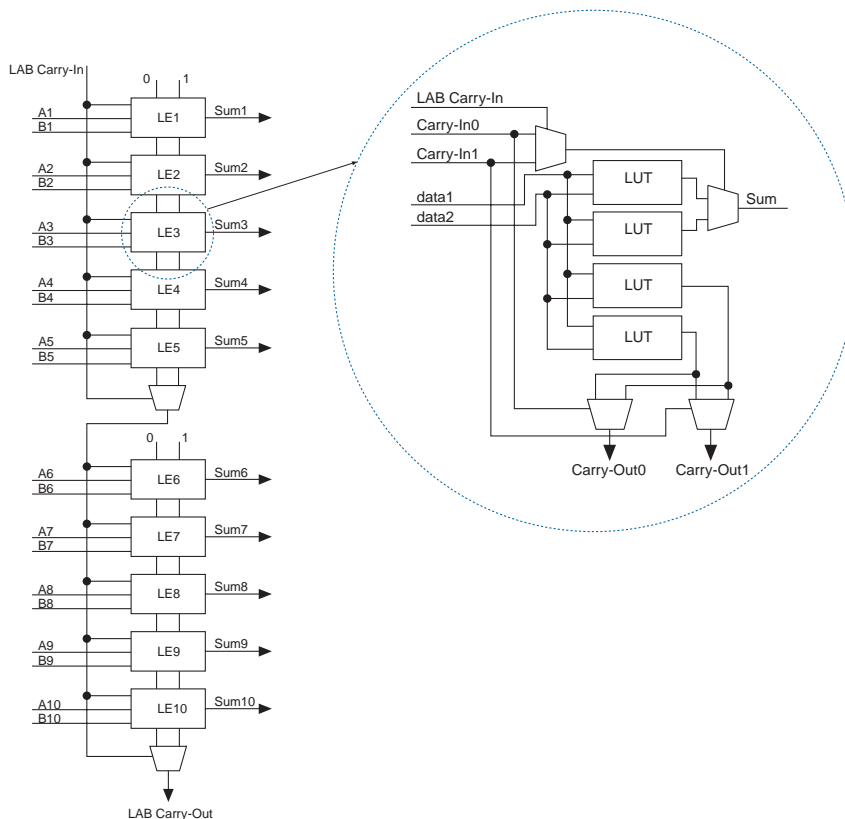 LAB Carry-In
0 1
A1
B1
LE1
Sum1
A2
B2
LE2
Sum2
A3
B3
LE3
Sum3
A4
B4
LE4
Sum4
A5
B5
LE5
Sum5
0 1
A6
B6
LE6
Sum6
A7
B7
LE7
Sum7
A8
B8
LE8
Sum8
A9
B9
LE9
Sum9
A10
B10
LE10
Sum10
LAB Carry-Out
LAB Carry-In
Carry-In0
Carry-In1
data1
data2
LUT
LUT
LUT
LUT
Sum
Carry-Out0
Carry-Out1